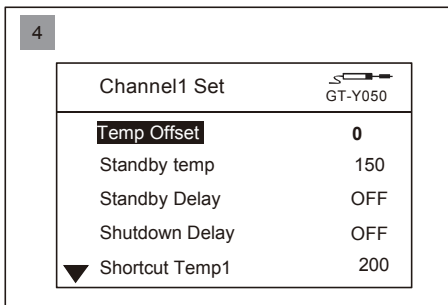 4
Channel1 Set
GT-Y050
Temp Offset 0
Standby temp 150
Standby Delay OFF
Shutdown Delay OFF
Shortcut Temp1 200